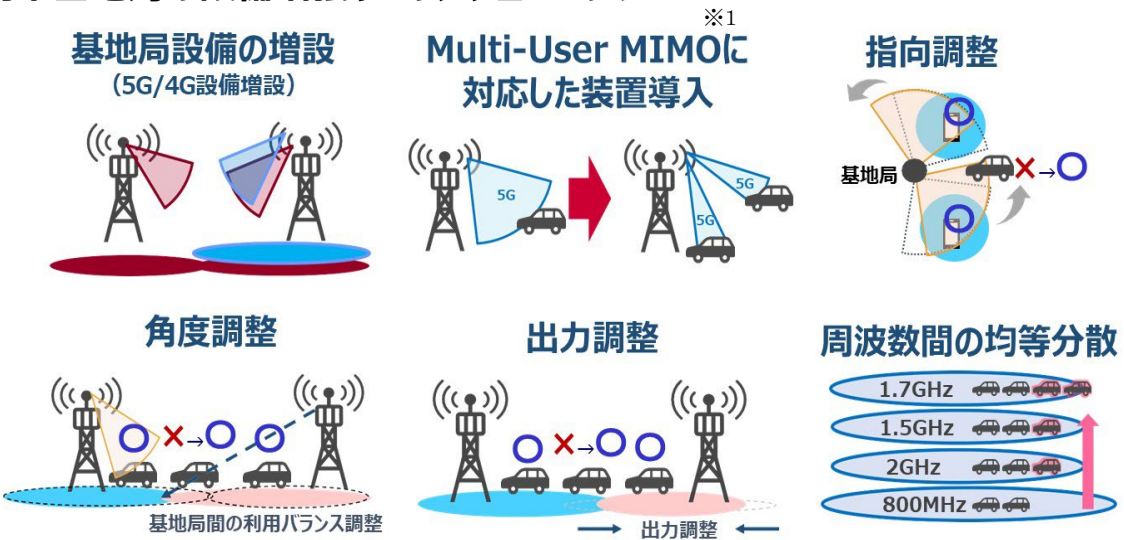 ※1
基地局設備の増設
（5G/4G設備増設）
Multi-User MIMOに
対応した装置導入
5G
5G
5G
指向調整
基地局
×→○
角度調整
○ ×→○ ○
基地局間の利用バランス調整
出力調整
○ ×→○ ○
出力調整
周波数間の均等分散
1.7GHz
1.5GHz
2GHz
800MHz